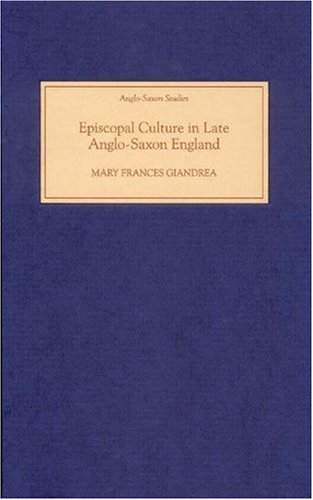 Anglo-Saxon Studies
Episcopal Culture in Late
Anglo-Saxon England
MARY FRANCES GIANDREA